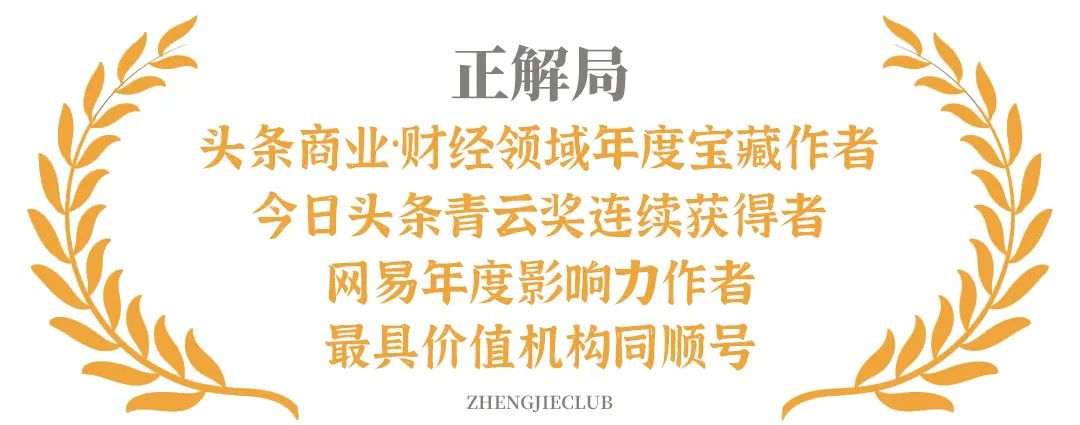 正解局
头条商业·财经领域年度宝藏作者
今日头条青云奖连续获得者
网易年度影响力作者
最具价值机构同顺号
ZHENGJIECLUB